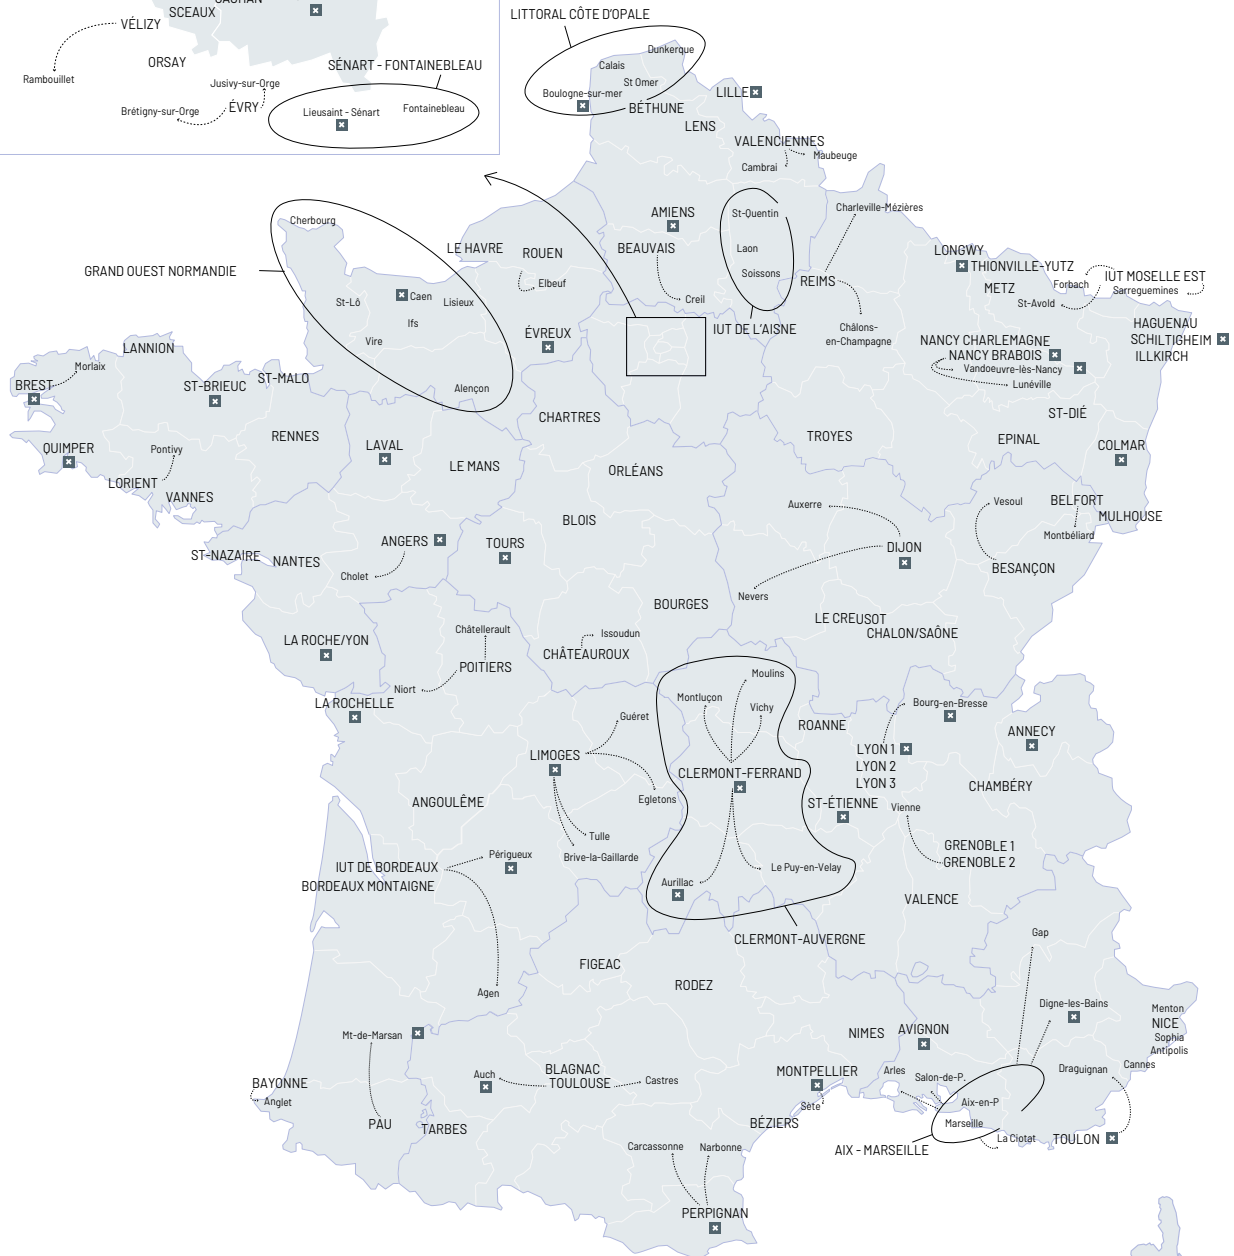 SCEAUX
VÉLIZY
ORSAY
Rambouillet
SÉNART - FONTAINEBLEAU
Jusivy-sur-Orge
Brétigny-sur-Orge
ÉVRY
Lieusaint - Sénart
Fontainebleau
LITTORAL CÔTE D'OPALE
Dunkerque
Calais
St Omer
Boulogne-sur-mer
BÉTHUNE
LILLE
LENS
VALENCIENNES
Maubeuge
Cambrai
AMIENS
St-Quentin
Charleville-Mézières
Cherbourg
GRAND OUEST NORMANDIE
LE HAVRE
ROUEN
BEAUVAIS
Laon
Soissons
REIMS
Elbeuf
Creil
IUT DE L'AISNE
Châlons-
en-Champagne
LONGWY
THIONVILLE-YUTZ
METZ
Forbach
IUT MOSELLE EST
Sarreguemines
St-Avold
St-Lô
Caen
Lisieux
Ifs
Vire
Alençon
ÉVREUX
NANCY CHARLEMAGNE
NANCY BRABOIS
Vandoeuvre-lès-Nancy
Lunéville
HAGUENAU
SCHILTIGHEIM
ILLKIRCH
LANNION
Morlaix
BREST
ST-BRIEUC
ST-MALO
CHARTRES
ST-DIÉ
QUIMPER
Pontivy
RENNES
LAVAL
LE MANS
ORLÉANS
TROYES
EPINAL
COLMAR
LORIENT
VANNES
BLOIS
Auxerre
Vesoul
BELFORT
MULHOUSE
Montbéliard
ST-NAZAIRE
NANTES
ANGERS
Cholet
TOURS
DIJON
BESANÇON
BOURGES
Nevers
LE CREUSOT
CHALON/SAÔNE
LA ROCHE/YON
Châtellerault
POITIERS
Issoudun
CHÂTEAUROUX
Niort
LA ROCHELLE
Moulins
Montluçon
Vichy
Guéret
LIMOGES
ROANNE
Bourg-en-Bresse
LYON 1
LYON 2
LYON 3
ANNECY
CLERMONT-FERRAND
CHAMBÉRY
ANGOULÊME
Egletons
ST-ÉTIENNE
Vienne
Tulle
Brive-la-Gaillarde
GRENOBLE 1
GRENOBLE 2
Périgueux
IUT DE BORDEAUX
BORDEAUX MONTAIGNE
Le Puy-en-Velay
Aurillac
VALENCE
CLERMONT-AUVERGNE
Gap
FIGEAC
RODEZ
Agen
Digne-les-Bains
Menton
NICE
Sophia
Antipolis
Cannes
Mt-de-Marsan
NIMES
AVIGNON
BAYONNE
Anglet
Auch
BLAGNAC
TOULOUSE
Castres
MONTPELLIER
Sète
Arles
Salon-de-P.
Draguignan
Aix-en-P
Marseille
La Ciotat
TOULON
AIX - MARSEILLE
PAU
TARBES
BÉZIERS
Carcassonne
Narbonne
PERPIGNAN